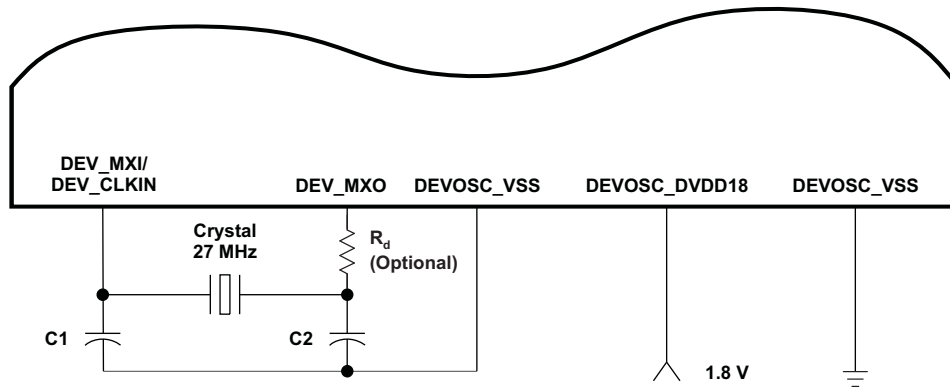 DEV_MXI/
DEV_CLKIN
DEV_MXO
DEVOSC_VSS
DEVOSC_DVDD18
DEVOSC_VSS
Crystal
27 MHz
Rd
(Optional)
C1
C2
1.8 V